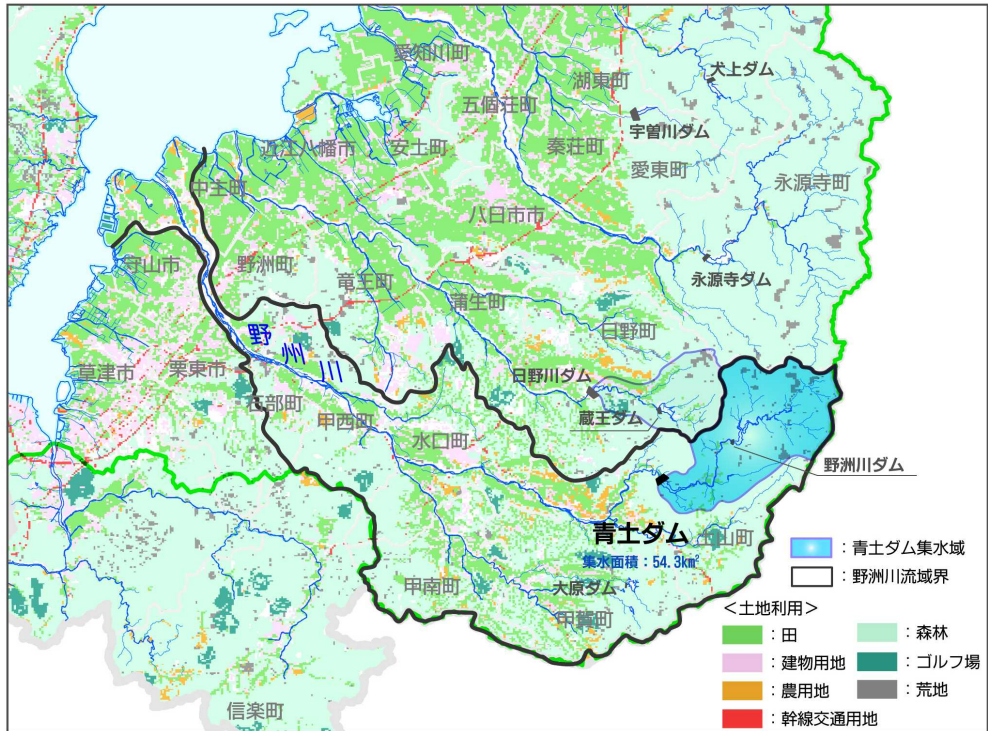 愛知川町
湖東町
犬上ダム
五個荘町
宇曽川ダム
近江八幡市
安土町
秦荘町
愛東町
永源寺町
中主町
八日市市
守山市
野洲町
竜王町
永源寺ダム
蒲生町
日野町
野州川
草津市
栗東市
日野川ダム
石部町
甲西町
蔵王ダム
水口町
野洲川ダム
青土ダム
土山町
集水面積：54.3km²
：青土ダム集水域
：野洲川流域界
甲南町
大原ダム
甲賀町
＜土地利用＞
：田
：森林
：建物用地
：ゴルフ場
：農用地
：荒地
：幹線交通用地
信楽町